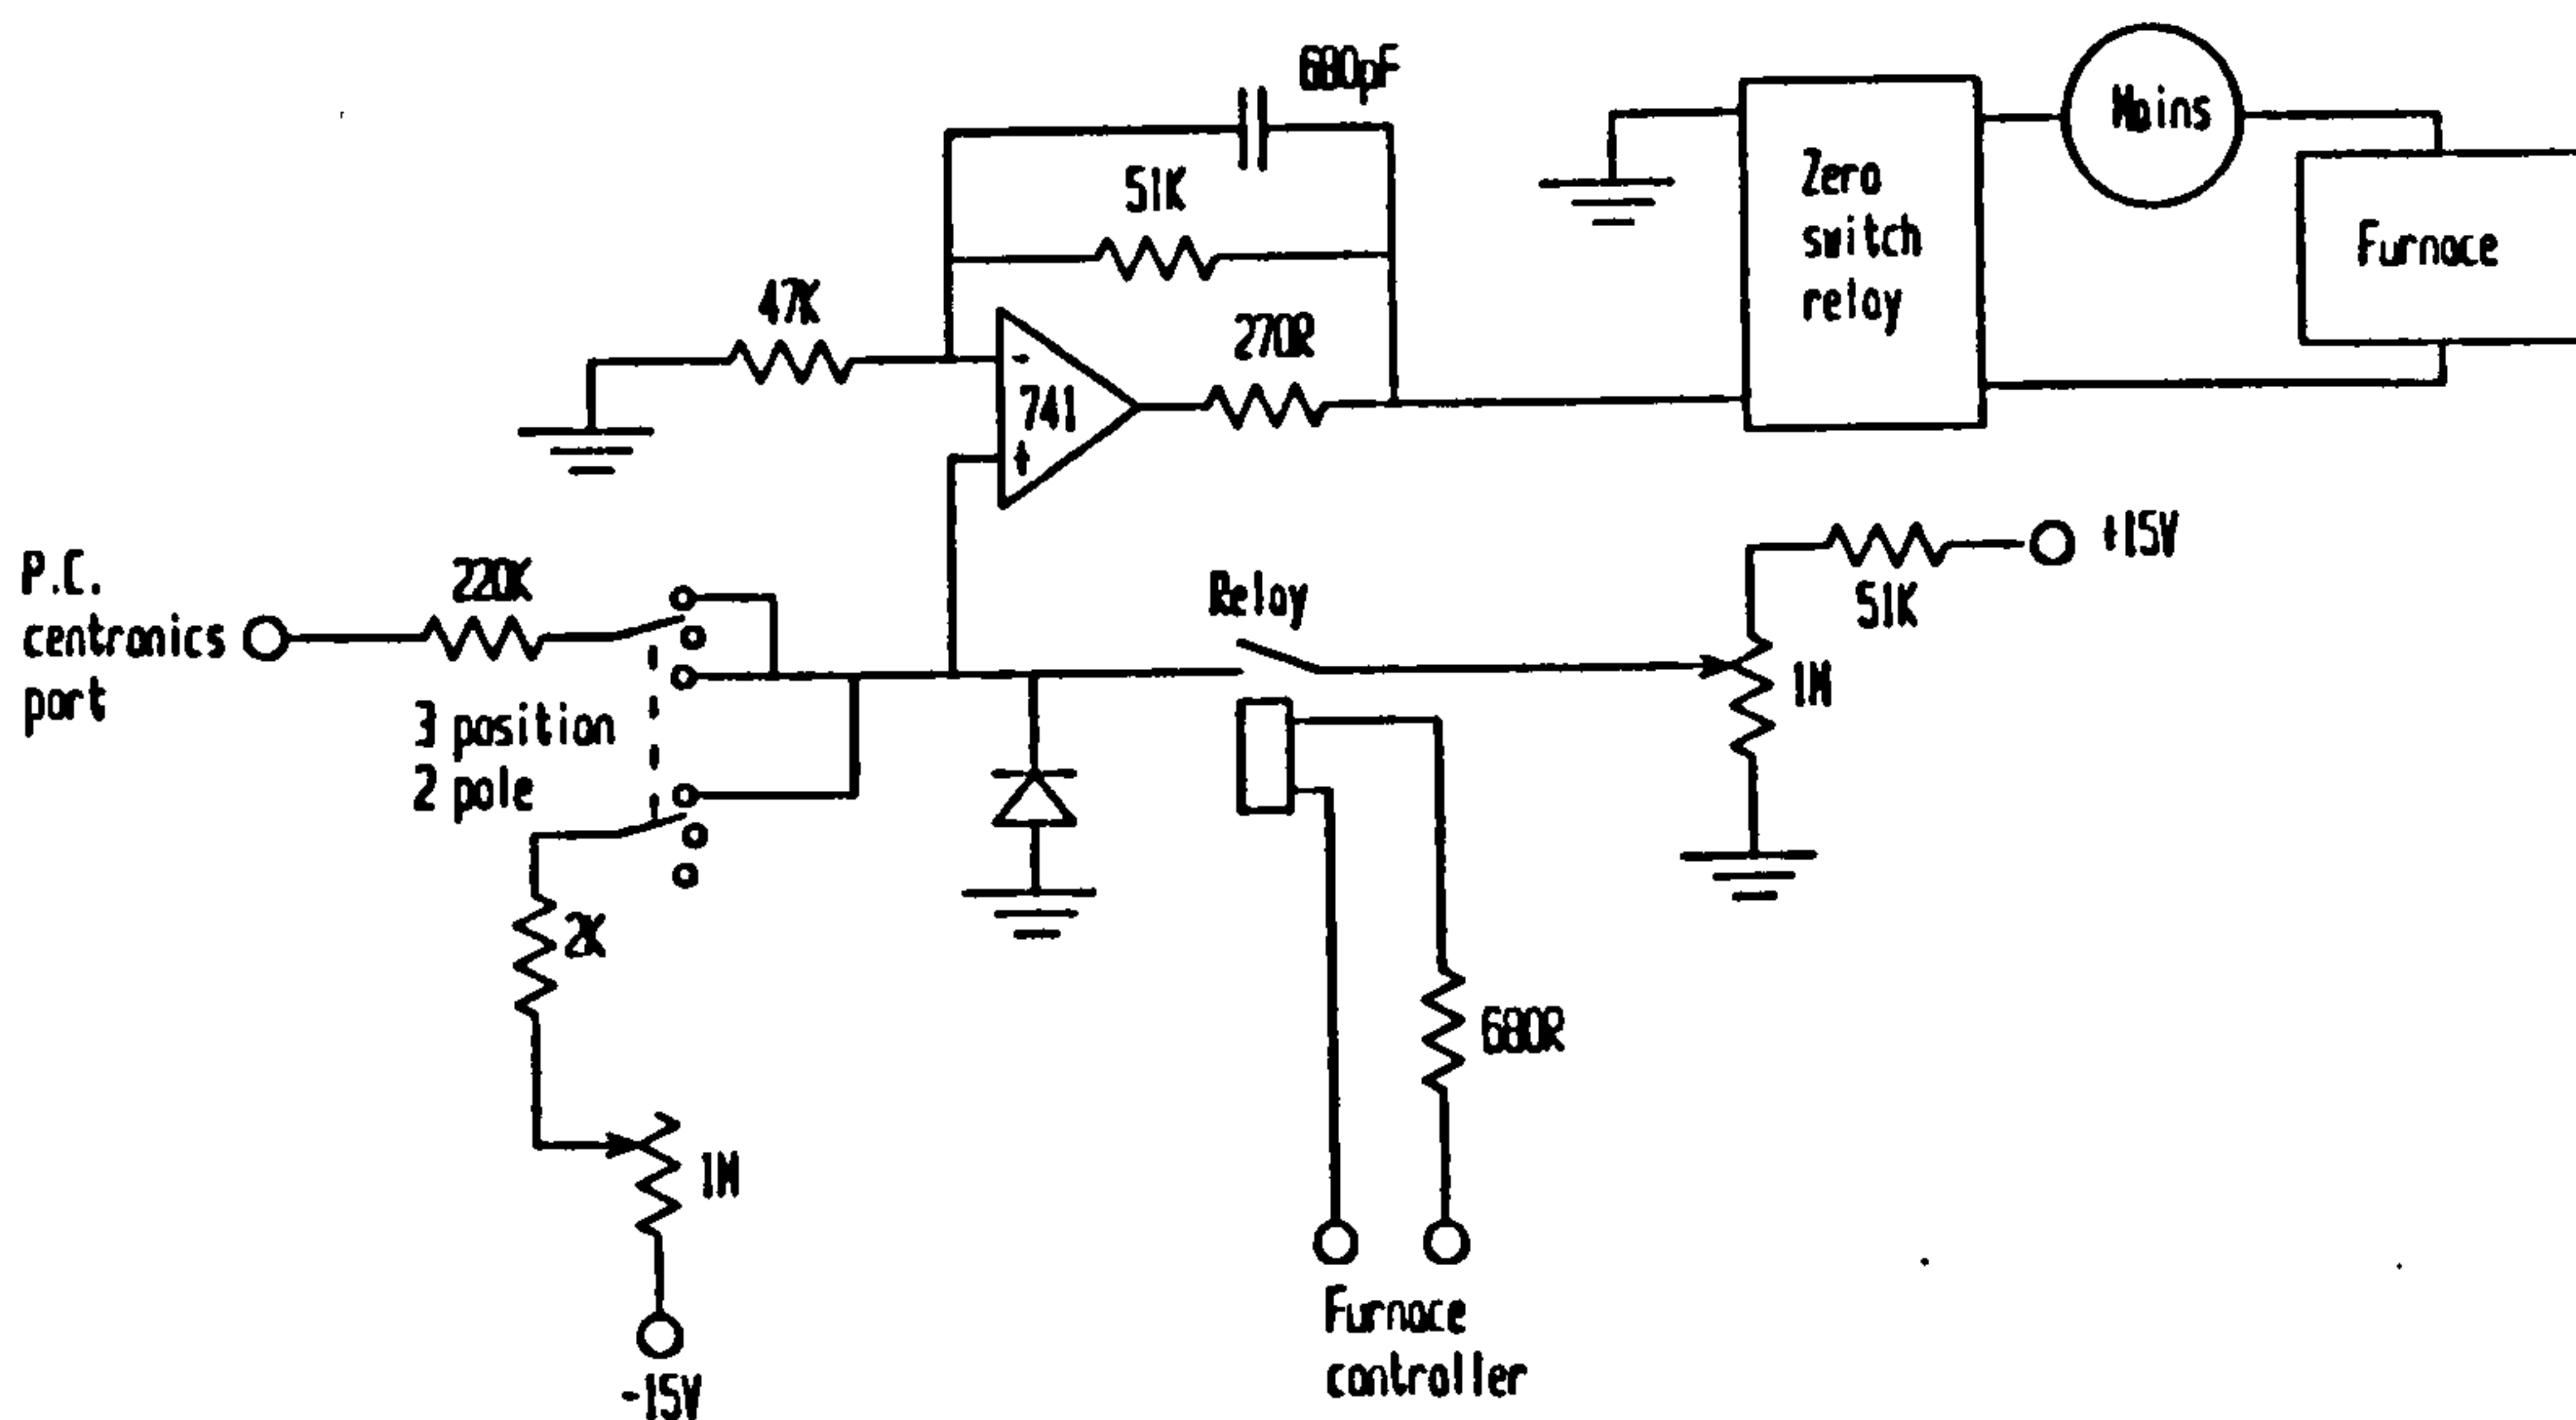 680pF
51K
47K
270R
-
741
+
Zero
switch
relay
Mains
Furnace
P.C.
centronics
port
220K
3 position
2 pole
Relay
+15V
51K
1M
2K
680R
1M
-15V
Furnace
controller